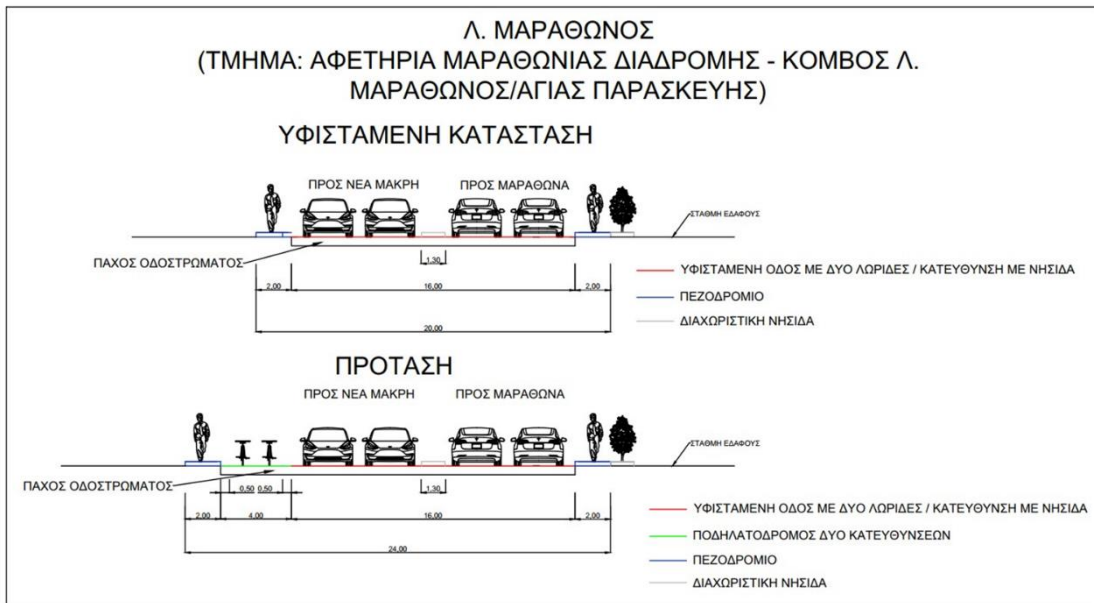 Λ. ΜΑΡΑΘΩΝΟΣ
(ΤΜΗΜΑ: ΑΦΕΤΗΡΙΑ ΜΑΡΑΘΩΝΙΑΣ ΔΙΑΔΡΟΜΗΣ - ΚΟΜΒΟΣ Λ.
ΜΑΡΑΘΩΝΟΣ/ΑΓΙΑΣ ΠΑΡΑΣΚΕΥΗΣ)
ΥΦΙΣΤΑΜΕΝΗ ΚΑΤΑΣΤΑΣΗ
ΠΡΟΣ ΝΕΑ ΜΑΚΡΗ
ΠΡΟΣ ΜΑΡΑΘΩΝΑ
ΣΤΑΘΜΗ ΕΔΑΦΟΥΣ
ΠΑΧΟΣ ΟΔΟΣΤΡΩΜΑΤΟΣ
1,30
2,00
16,00
2,00
20,00
ΥΦΙΣΤΑΜΕΝΗ ΟΔΟΣ ΜΕ ΔΥΟ ΛΩΡΙΔΕΣ / ΚΑΤΕΥΘΥΝΣΗ ΜΕ ΝΗΣΙΔΑ
ΠΕΖΟΔΡΟΜΙΟ
ΔΙΑΧΩΡΙΣΤΙΚΗ ΝΗΣΙΔΑ
ΠΡΟΤΑΣΗ
ΠΡΟΣ ΝΕΑ ΜΑΚΡΗ
ΠΡΟΣ ΜΑΡΑΘΩΝΑ
ΣΤΑΘΜΗ ΕΔΑΦΟΥΣ
ΠΑΧΟΣ ΟΔΟΣΤΡΩΜΑΤΟΣ
0,50 0,50
1,30
2,00
4,00
16,00
2,00
24,00
ΥΦΙΣΤΑΜΕΝΗ ΟΔΟΣ ΜΕ ΔΥΟ ΛΩΡΙΔΕΣ / ΚΑΤΕΥΘΥΝΣΗ ΜΕ ΝΗΣΙΔΑ
ΠΟΔΗΛΑΤΟΔΡΟΜΟΣ ΔΥΟ ΚΑΤΕΥΘΥΝΣΕΩΝ
ΠΕΖΟΔΡΟΜΙΟ
ΔΙΑΧΩΡΙΣΤΙΚΗ ΝΗΣΙΔΑ